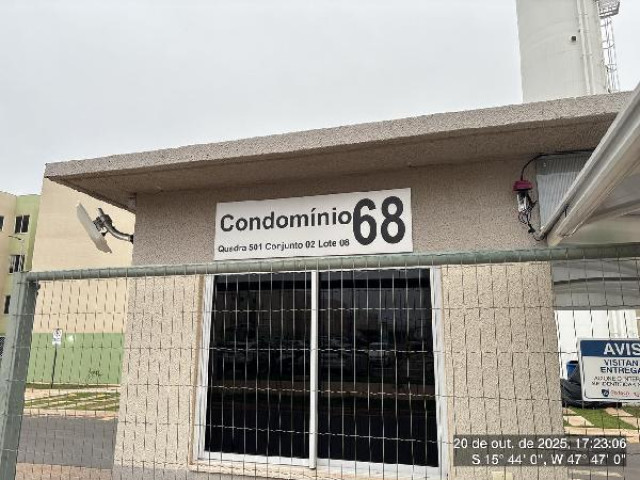 Condomínio 68
Quadra 501 Conjunto 02 Lote 08
AVIS
VISITAN
ENTREGA
20 de out. de 2025, 17:23:06
S 15° 44' 0", W 47° 47' 0"